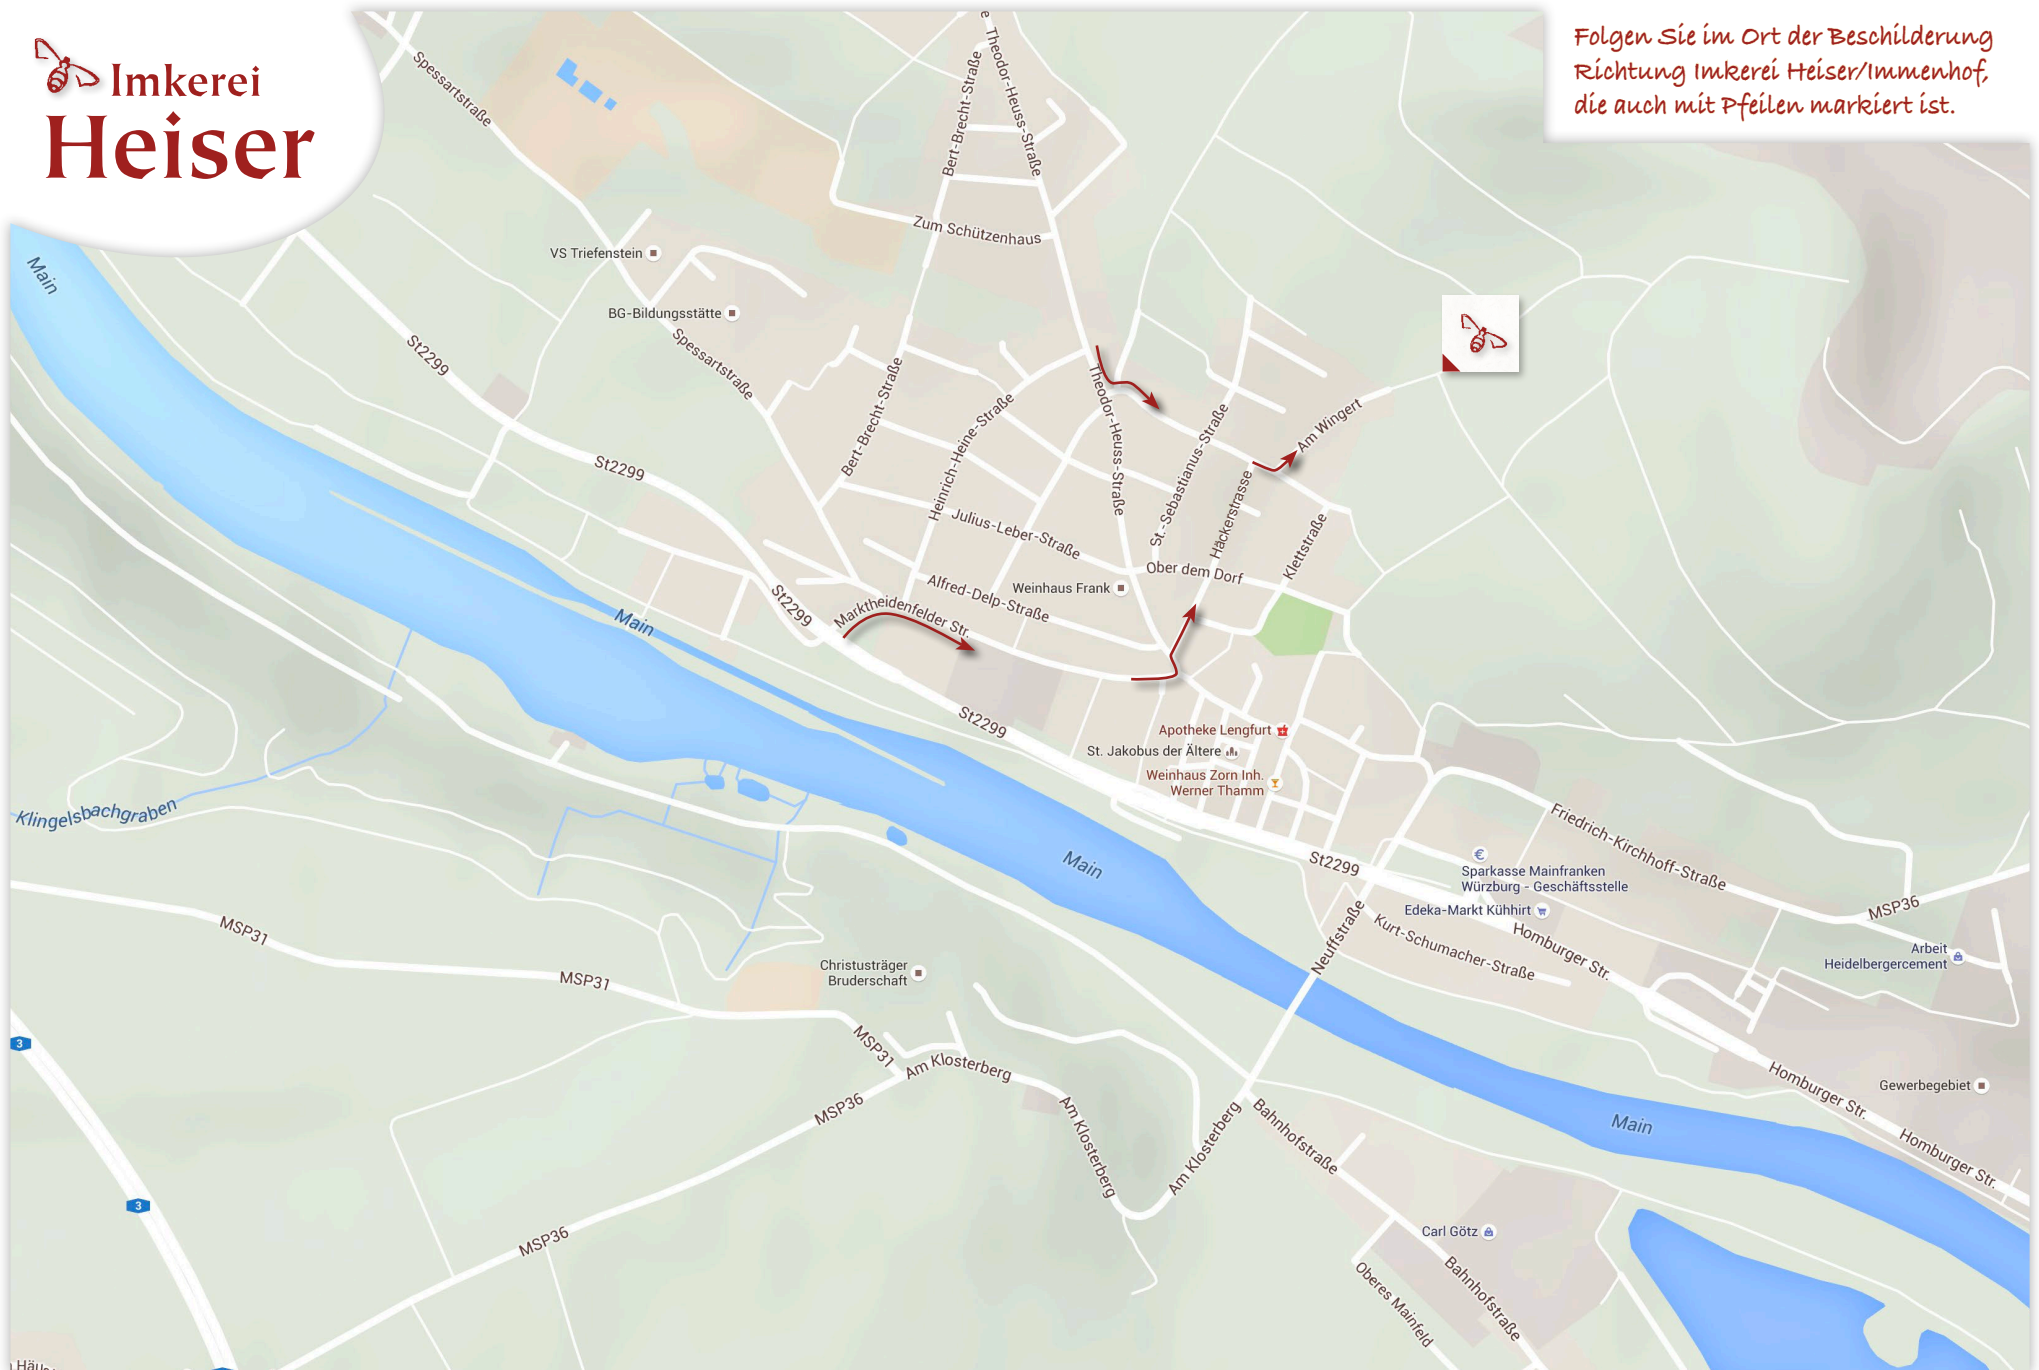 Imkerei
Heiser
Folgen Sie im Ort der Beschilderung
Richtung Imkerei Heiser/Immenhof,
die auch mit Pfeilen markiert ist.
Spessartstraße
Bert-Brecht-Straße
Theodor-Heuss-Straße
Zum Schützenhaus
VS Triefenstein
Main
BG-Bildungsstätte
St2299
Spessartstraße
Bert-Brecht-Straße
Heinrich-Heine-Straße
Theodor-Heuss-Straße
St.-Sebastianus-Straße
Am Wingert
St2299
Häckerstrasse
Julius-Leber-Straße
Klettstraße
Ober dem Dorf
Weinhaus Frank
Alfred-Delp-Straße
St2299
Marktheidenfelder Str.
Main
St2299
Apotheke Lengfurt
St. Jakobus der Ältere
Weinhaus Zorn Inh.
Werner Thamm
Klingelsbachgraben
Main
St2299
Friedrich-Kirchhoff-Straße
€
Sparkasse Mainfranken
Würzburg - Geschäftsstelle
Edeka-Markt Kühhirt
MSP36
MSP31
Neuffstraße
Kurt-Schumacher-Straße
Homburger Str.
Arbeit
Heidelbergercement
MSP31
Christusträger
Bruderschaft
3
MSP31
Am Klosterberg
MSP36
Am Klosterberg
Am Klosterberg
Bahnhofstraße
Homburger Str.
Gewerbegebiet
Main
Homburger Str.
3
MSP36
Carl Götz
Oberes Mainfeld
Bahnhofstraße